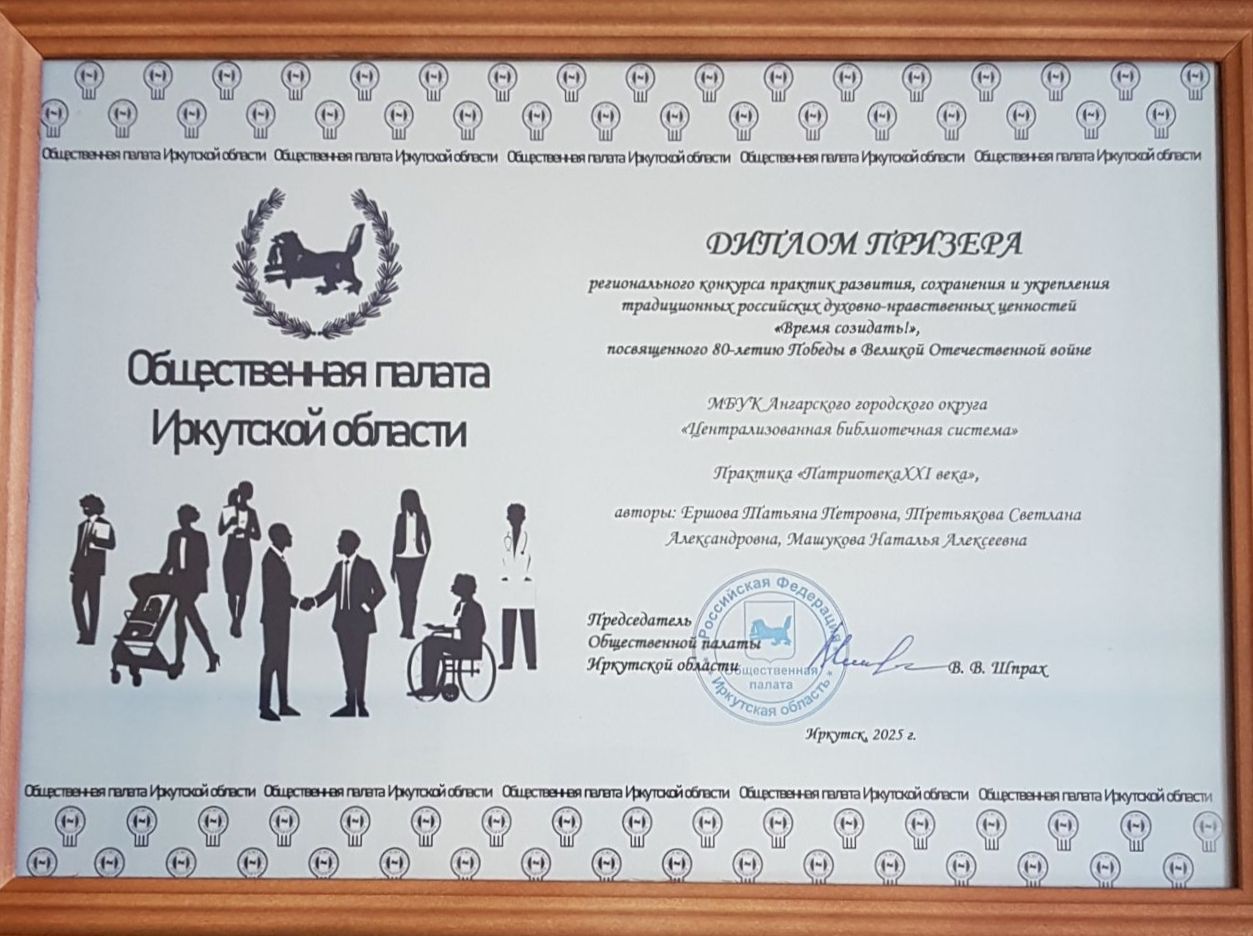 Общественная палата Иркутской области Общественная палата Иркутской области Общественная палата Иркутской области Общественная палата Иркутской области Общественная палата Иркутской области
Общественная палата
Иркутской области
ДИПЛОМ ПРИЗЕРА
регионального конкурса практик развития, сохранения и укрепления
традиционных российских духовно-нравственных ценностей
«Время созидать!»,
посвященного 80-летию Победы в Великой Отечественной войне
МБУК Ангарского городского округа
«Централизованная библиотечная система»
Практика «ПатриотекаXXI века»,
авторы: Ершова Татьяна Петровна, Третьякова Светлана
Александровна, Машукова Наталья Алексеевна
Председатель
Общественной палаты
Иркутской области
В. В. Шпрах
Российская Федерация
Общественная
палата
* Иркутская область *
Иркутск, 2025 г.
Общественная палата Иркутской области Общественная палата Иркутской области Общественная палата Иркутской области Общественная палата Иркутской области Общественная палата Иркутской области